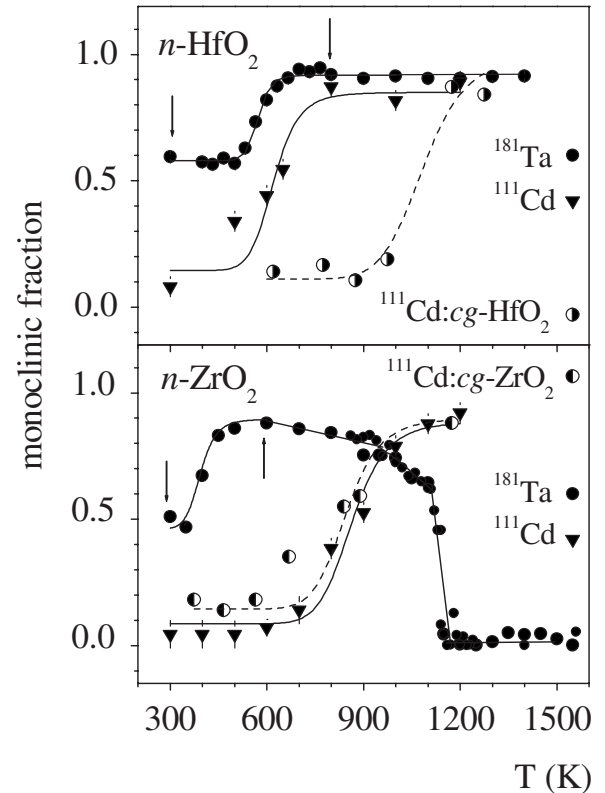 n-HfO2
1.0
181Ta
111Cd
0.5
111Cd:cg-HfO2
0.0
monoclinic fraction
n-ZrO2
111Cd:cg-ZrO2
1.0
181Ta
111Cd
0.5
0.0
300 600 900 1200 1500
T (K)